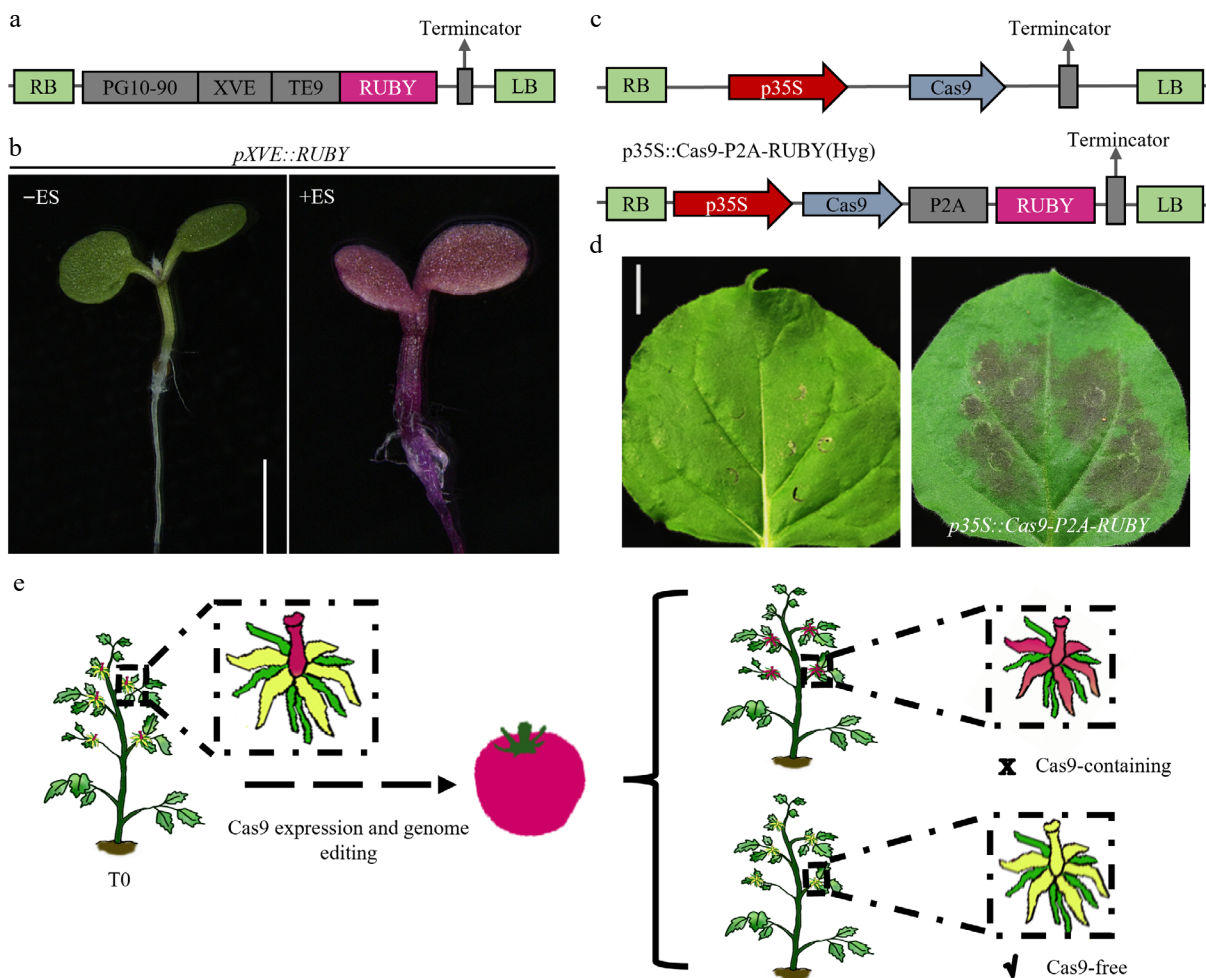 a
Termincator
RB PG10-90 XVE TE9 RUBY LB
b
pXVE::RUBY
−ES
+ES
c
Termincator
RB p35S Cas9 LB
p35S::Cas9-P2A-RUBY(Hyg)
Termincator
RB p35S Cas9 P2A RUBY LB
d
p35S::Cas9-P2A-RUBY
e
T0
Cas9 expression and genome
editing
Cas9-containing
Cas9-free